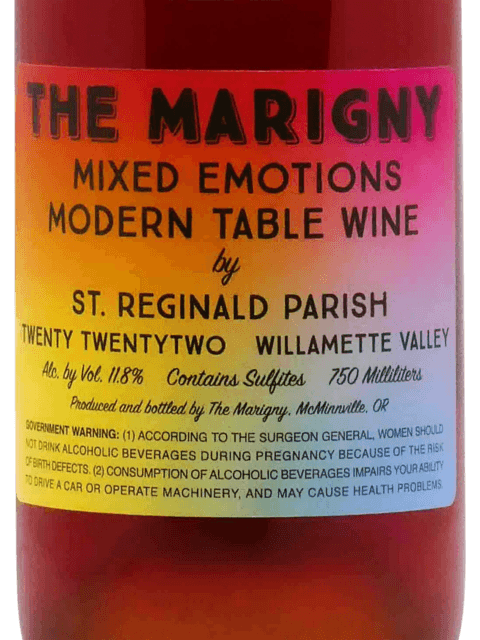 THE MARIGNY
MIXED EMOTIONS
MODERN TABLE WINE
by
ST. REGINALD PARISH
TWENTY TWENTYTWO WILLAMETTE VALLEY
Alc. by Vol. 11.8% Contains Sulfites 750 Milliliters
Produced and bottled by The Marigny, McMinnville, OR
GOVERNMENT WARNING: (1) ACCORDING TO THE SURGEON GENERAL, WOMEN SHOULD
NOT DRINK ALCOHOLIC BEVERAGES DURING PREGNANCY BECAUSE OF THE RISK
OF BIRTH DEFECTS. (2) CONSUMPTION OF ALCOHOLIC BEVERAGES IMPAIRS YOUR ABILITY
TO DRIVE A CAR OR OPERATE MACHINERY, AND MAY CAUSE HEALTH PROBLEMS.